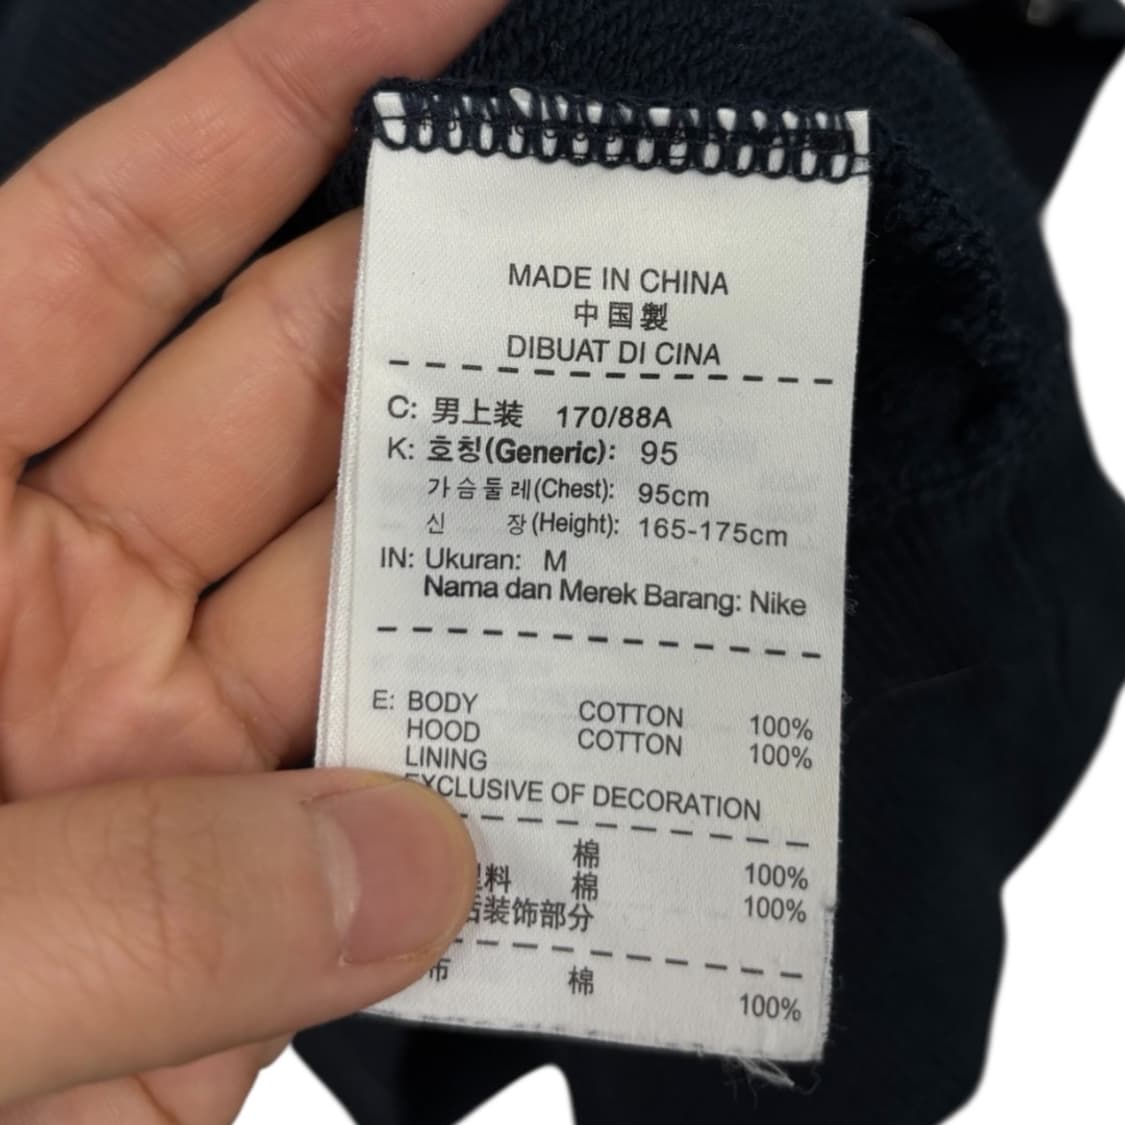 MADE IN CHINA
中国製
DIBUAT DI CINA
C: 男上装 170/88A
K: 호칭(Generic): 95
가슴둘레(Chest): 95cm
신 장(Height): 165-175cm
IN: Ukuran: M
Nama dan Merek Barang: Nike
E: BODY COTTON 100%
HOOD COTTON 100%
LINING
EXCLUSIVE OF DECORATION
棉 100%
料 棉 100%
装饰部分
布 棉 100%